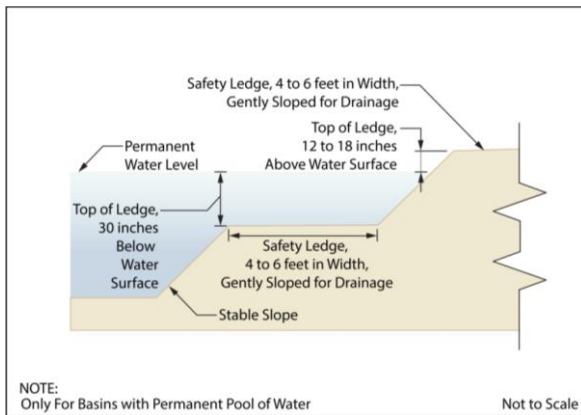 Safety Ledge, 4 to 6 feet in Width,
Gently Sloped for Drainage
Top of Ledge,
12 to 18 inches
Above Water Surface
Permanent
Water Level
Top of Ledge,
30 inches
Below
Water
Surface
Safety Ledge,
4 to 6 feet in Width,
Gently Sloped for Drainage
Stable Slope
NOTE:
Only For Basins with Permanent Pool of Water
Not to Scale